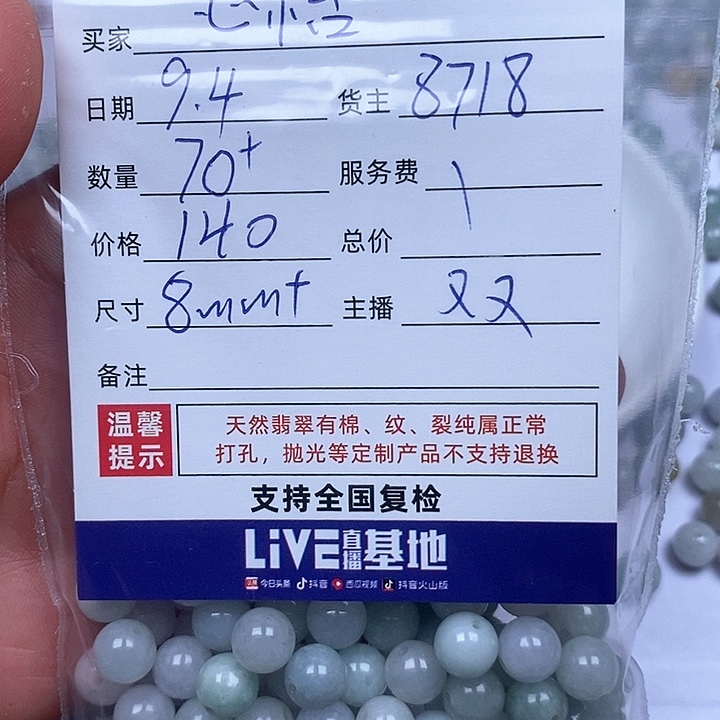 买家
日期 9.4 货主 8718
数量 70+ 服务费 \
价格 140 总价
尺寸 8mm+ 主播 又又
备注
温馨提示
天然翡翠有棉、纹、裂纯属正常
打孔,抛光等定制产品不支持退换
支持全国复检
LiVE直播基地
今日头条 抖音 西瓜视频 抖音火山版